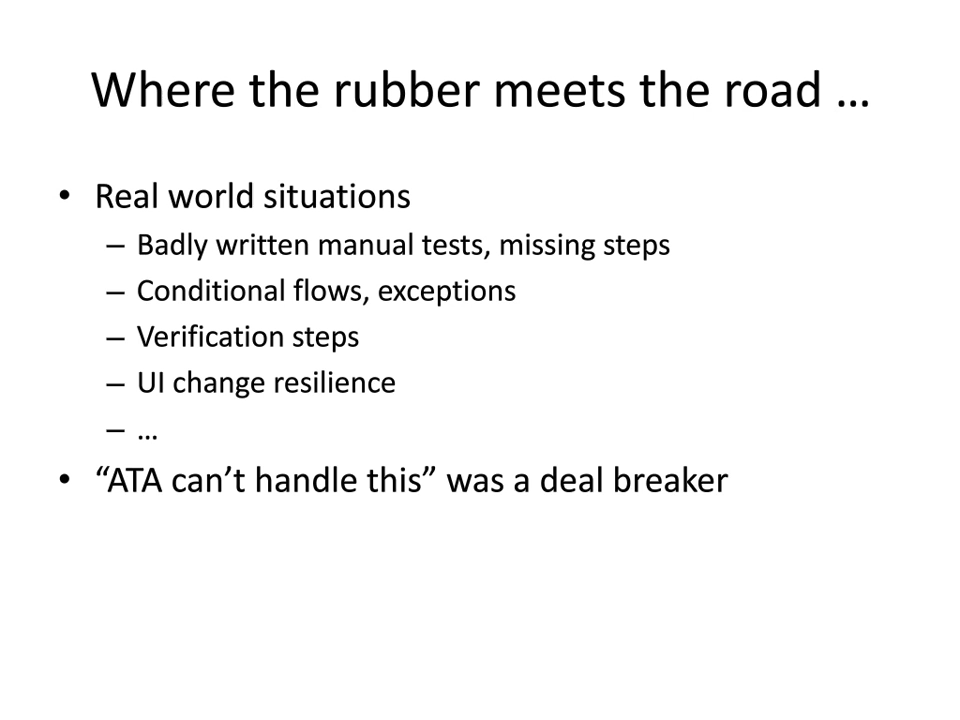 Where the rubber meets the road …
• Real world situations
– Badly written manual tests, missing steps
– Conditional flows, exceptions
– Verification steps
– UI change resilience
– …
• “ATA can’t handle this” was a deal breaker